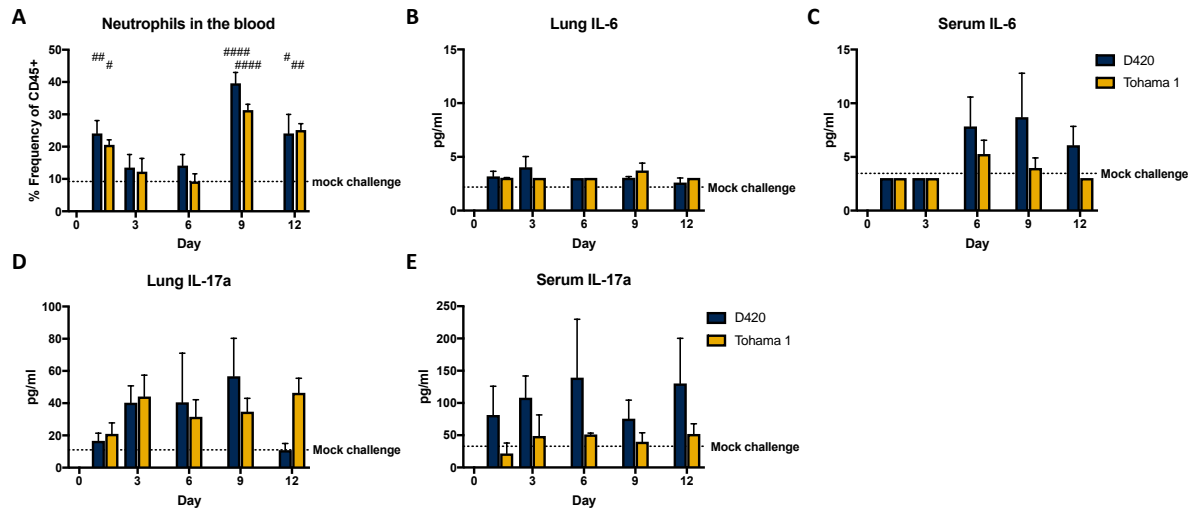 A
Neutrophils in the blood
% Frequency of CD45+
50
40
30
20
10
0
##
#
####
####
#
##
mock challenge
0 3 6 9 12
Day
B
Lung IL-6
pg/ml
15
10
5
0
Mock challenge
0 3 6 9 12
Day
C
Serum IL-6
pg/ml
15
10
5
0
D420
Tohama 1
Mock challenge
0 3 6 9 12
Day
D
Lung IL-17a
pg/ml
100
80
60
40
20
0
Mock challenge
0 3 6 9 12
Day
E
Serum IL-17a
pg/ml
250
200
150
100
50
0
D420
Tohama 1
Mock challenge
0 3 6 9 12
Day